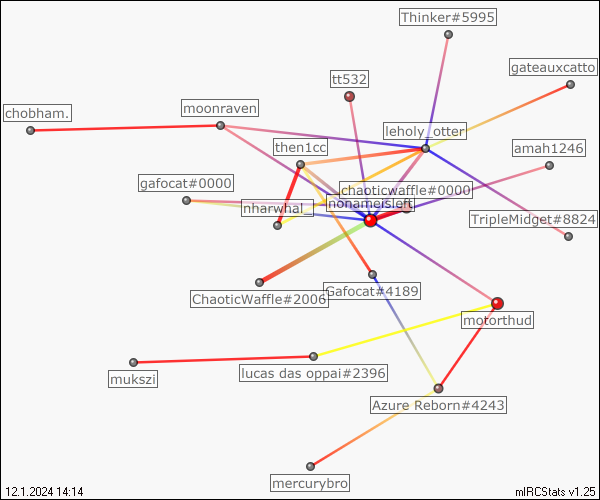 Thinker#5995
gateauxcatto
tt532
moonraven
chobham.
leholy_otter
then1cc
amah1246
gafocat#0000
chaoticwaffle#0000
nonameisleft
nharwhal_
TripleMidget#8824
Gafocat#4189
ChaoticWaffle#2006
motorthud
lucas das oppai#2396
mukszi
Azure Reborn#4243
mercurybro
12.1.2024 14:14
mIRCStats v1.25